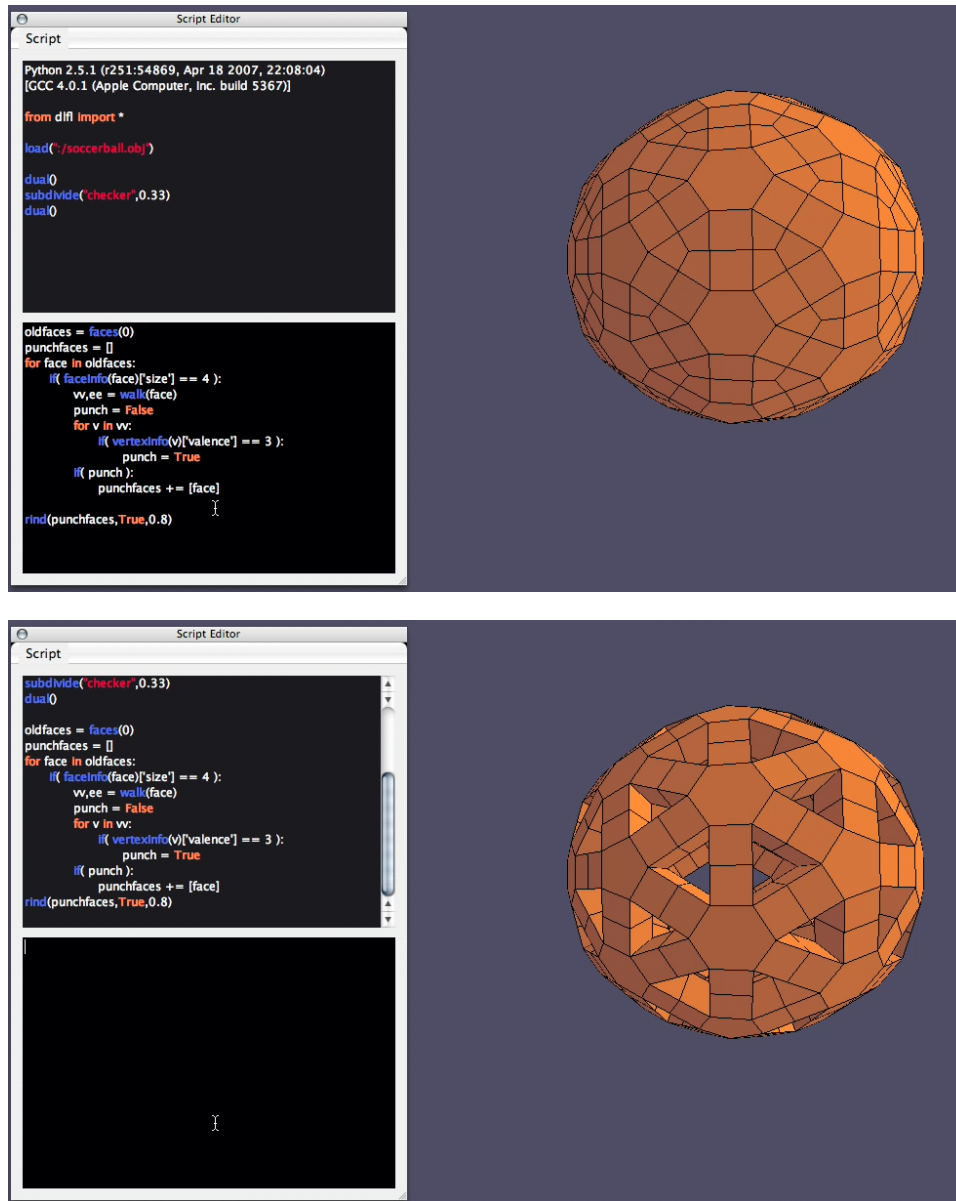 Script Editor
Script
Python 2.5.1 (r251:54869, Apr 18 2007, 22:08:04)
[GCC 4.0.1 (Apple Computer, Inc. build 5367)]
from dlfl import *
load(":/soccerball.obj")
dual()
subdivide("checker",0.33)
dual()
oldfaces = faces(0)
punchfaces = []
for face in oldfaces:
if( faceinfo(face)['size'] == 4 ):
vv,ee = walk(face)
punch = False
for v in vv:
if( vertexinfo(v)['valence'] == 3 ):
punch = True
if( punch ):
punchfaces += [face]
rind(punchfaces,True,0.8)
Script Editor
Script
subdivide("checker",0.33)
dual()
oldfaces = faces(0)
punchfaces = []
for face in oldfaces:
if( faceinfo(face)['size'] == 4 ):
vv,ee = walk(face)
punch = False
for v in vv:
if( vertexinfo(v)['valence'] == 3 ):
punch = True
if( punch ):
punchfaces += [face]
rind(punchfaces,True,0.8)